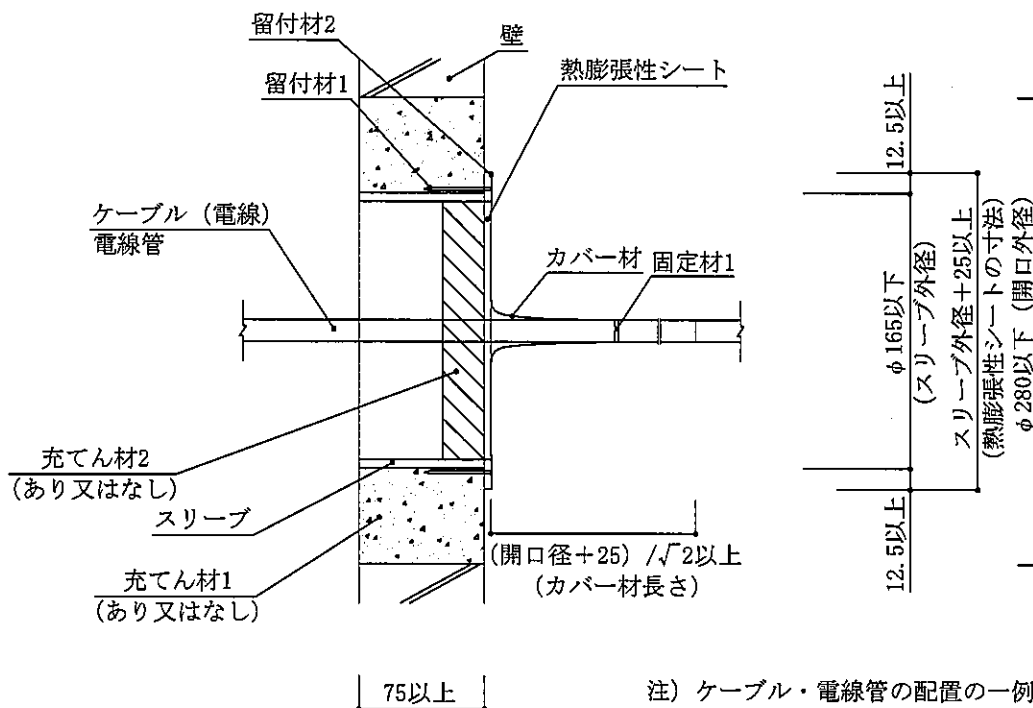 留付材2
壁
留付材1
熱膨張性シート
ケーブル（電線）
電線管
カバー材
固定材1
充てん材2
(あり又はなし)
スリーブ
充てん材1
(あり又はなし)
(開口径＋25）/√2以上
(カバー材長さ)
75以上
12.5以上
φ165以下
(スリーブ外径)
スリーブ外径＋25以上
(熱膨張性シートの寸法)
φ280以下（開口外径)
12.5以上
注）ケーブル・電線管の配置の一例